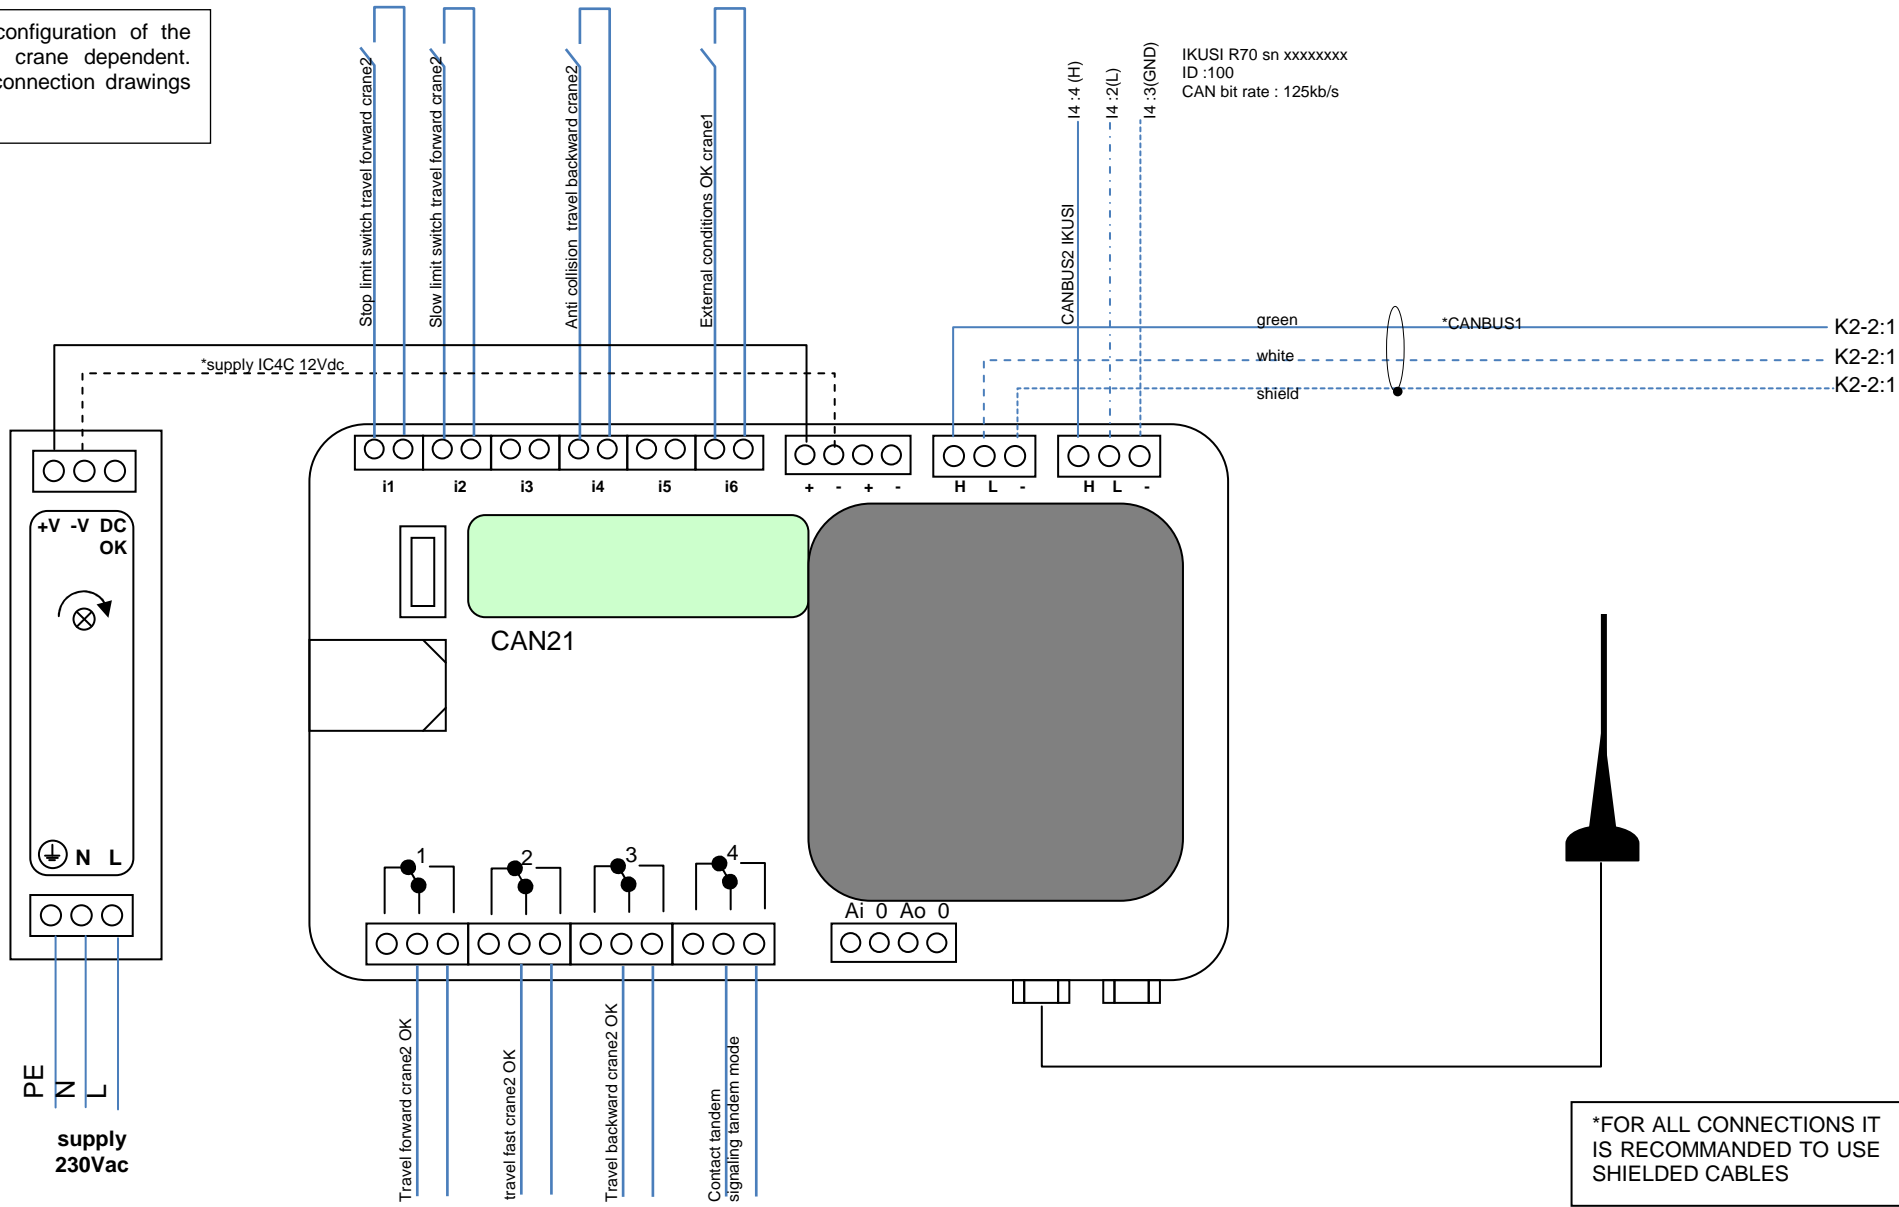 configuration of the
crane dependent.
connection drawings
Stop limit switch travel forward crane2
Slow limit switch travel forward crane2
Anti collision travel backward crane2
External conditions OK crane1
I4 :4 (H)
I4 :2(L)
I4 :3(GND)
IKUSI R70 sn xxxxxxxx
ID :100
CAN bit rate : 125kb/s
CANBUS2 IKUSI
green
*CANBUS1
K2-2:1
white
K2-2:1
shield
K2-2:1
*supply IC4C 12Vdc
i1 i2 i3 i4 i5 i6 + - + - H L - H L -
+V -V DC
OK
CAN21
N L
1 2 3 4
Ai 0 Ao 0
PE
N
L
supply
230Vac
Travel forward crane2 OK
travel fast crane2 OK
Travel backward crane2 OK
Contact tandem
signaling tandem mode
*FOR ALL CONNECTIONS IT
IS RECOMMANDED TO USE
SHIELDED CABLES